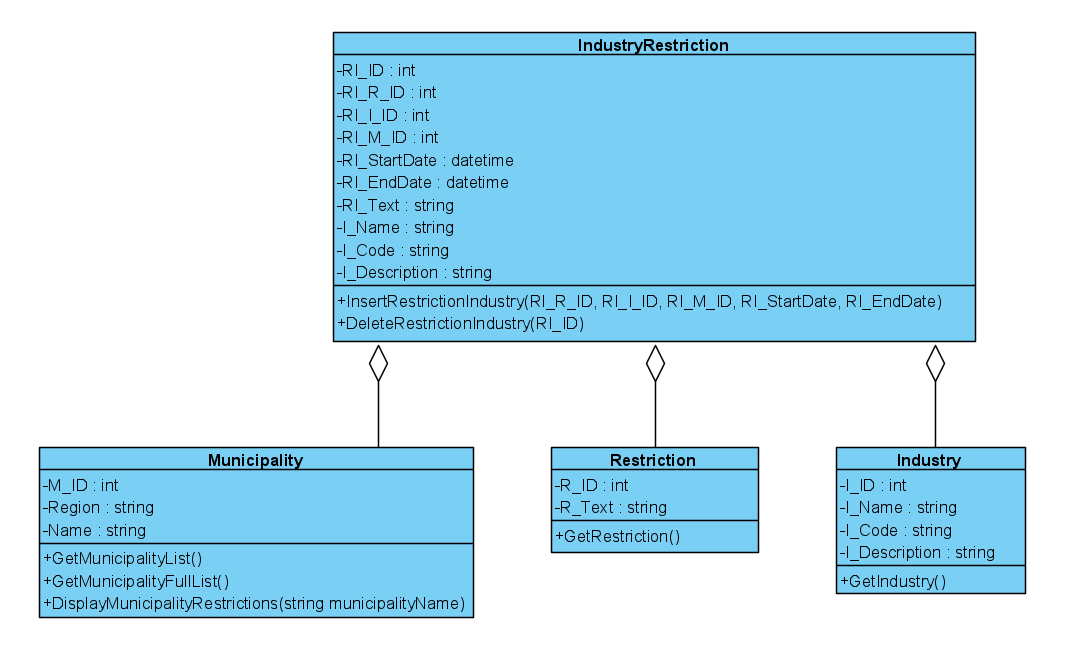 IndustryRestriction
-RI_ID : int
-RI_R_ID : int
-RI_I_ID : int
-RI_M_ID : int
-RI_StartDate : datetime
-RI_EndDate : datetime
-RI_Text : string
-I_Name : string
-I_Code : string
-I_Description : string
+InsertRestrictionIndustry(RI_R_ID, RI_I_ID, RI_M_ID, RI_StartDate, RI_EndDate)
+DeleteRestrictionIndustry(RI_ID)
Municipality
-M_ID : int
-Region : string
-Name : string
+GetMunicipalityList()
+GetMunicipalityFullList()
+DisplayMunicipalityRestrictions(string municipalityName)
Restriction
-R_ID : int
-R_Text : string
+GetRestriction()
Industry
-I_ID : int
-I_Name : string
-I_Code : string
-I_Description : string
+GetIndustry()